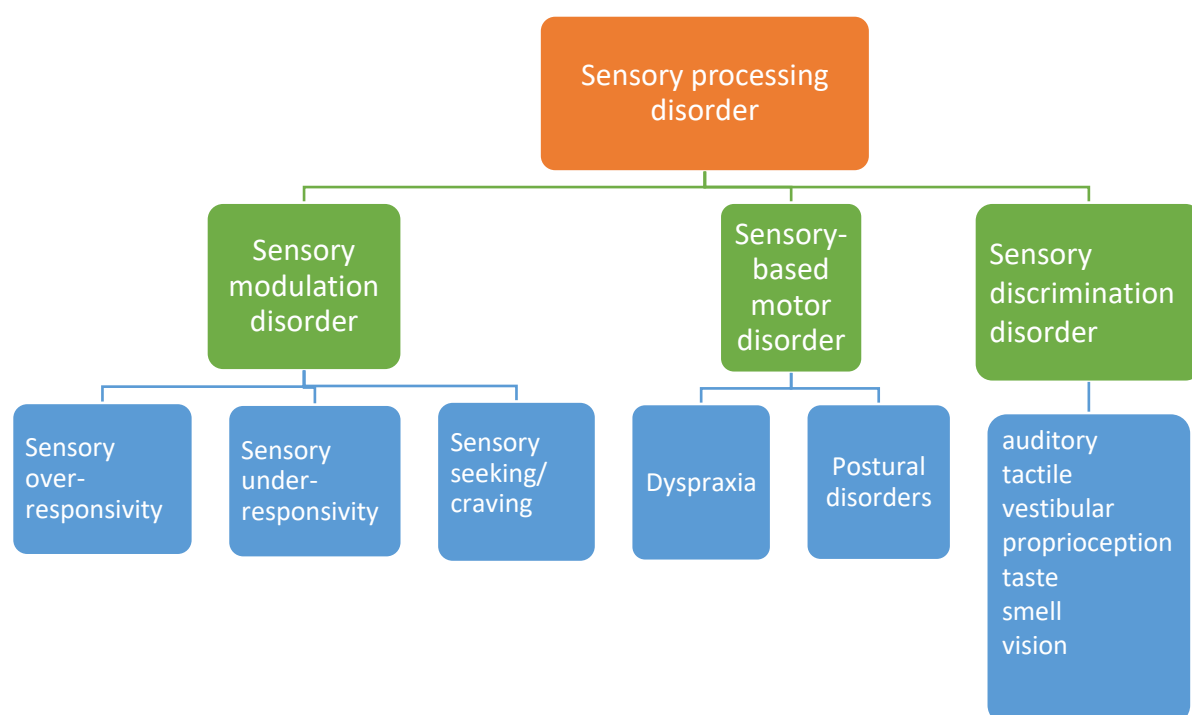 Sensory processing
disorder
Sensory
modulation
disorder
Sensory-
based
motor
disorder
Sensory
discrimination
disorder
Sensory
over-
responsivity
Sensory
under-
responsivity
Sensory
seeking/
craving
Dyspraxia
Postural
disorders
auditory
tactile
vestibular
proprioception
taste
smell
vision